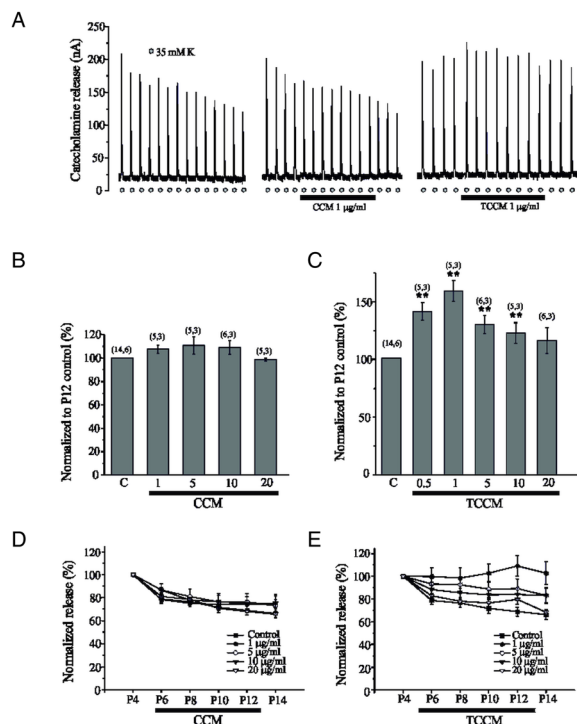 A
Catecholamine release (nA)
250
200
150
100
50
0
35 mM K
CCM 1 µg/ml
TCCM 1 µg/ml
B
Normalized to P12 control (%)
140
120
100
80
60
40
20
0
(14,6)
(5,3)
(5,3)
(6,3)
(5,3)
C 1 5 10 20
CCM
C
Normalized to P12 control (%)
150
100
50
0
(14,6)
(5,3)
**
(5,3)
**
(6,3)
**
(5,3)
**
(6,3)
C 0.5 1 5 10 20
TCCM
D
Normalized release (%)
120
100
80
60
40
20
0
Control
1 µg/ml
5 µg/ml
10 µg/ml
20 µg/ml
P4 P6 P8 P10 P12 P14
CCM
E
Normalized release (%)
120
100
80
60
40
20
0
Control
1 µg/ml
5 µg/ml
10 µg/ml
20 µg/ml
P4 P6 P8 P10 P12 P14
TCCM